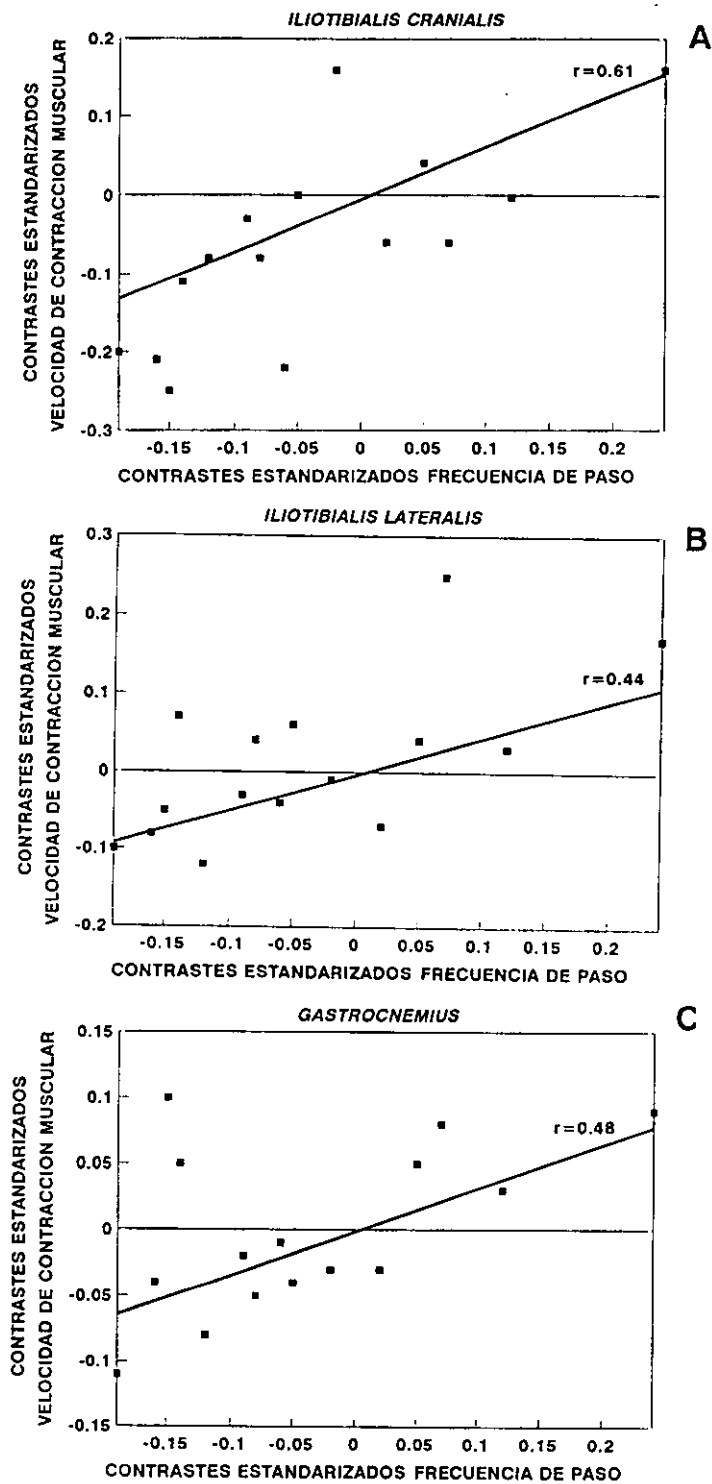 ILIOTIBIALIS CRANIALIS
A
CONTRASTES ESTANDARIZADOS
VELOCIDAD DE CONTRACCION MUSCULAR
0.2
0.1
0
-0.1
-0.2
-0.3
r=0.61
-0.15 -0.1 -0.05 0 0.05 0.1 0.15 0.2
CONTRASTES ESTANDARIZADOS FRECUENCIA DE PASO
ILIOTIBIALIS LATERALIS
B
CONTRASTES ESTANDARIZADOS
VELOCIDAD DE CONTRACCION MUSCULAR
0.3
0.2
0.1
0
-0.1
-0.2
r=0.44
-0.15 -0.1 -0.05 0 0.05 0.1 0.15 0.2
CONTRASTES ESTANDARIZADOS FRECUENCIA DE PASO
GASTROCNEMIUS
C
CONTRASTES ESTANDARIZADOS
VELOCIDAD DE CONTRACCION MUSCULAR
0.15
0.1
0.05
0
-0.05
-0.1
-0.15
r=0.48
-0.15 -0.1 -0.05 0 0.05 0.1 0.15 0.2
CONTRASTES ESTANDARIZADOS FRECUENCIA DE PASO